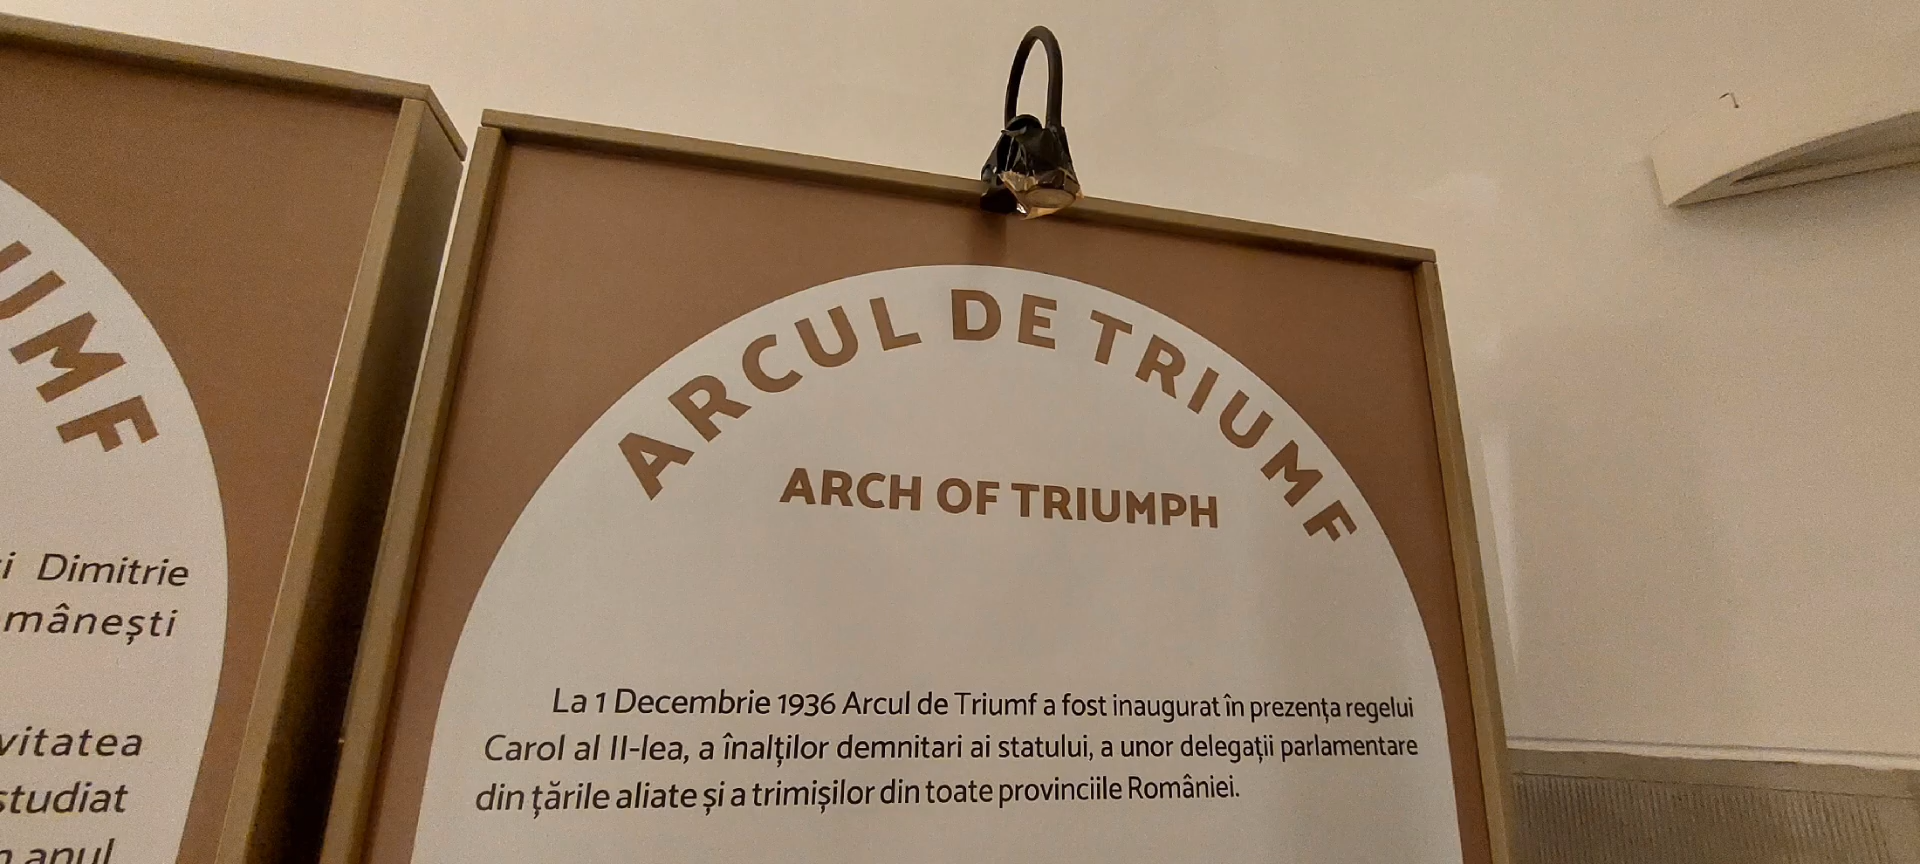 UMF
Dimitrie
mânești
vitatea
studiat
anul
ARCUL DE TRIUMF
ARCH OF TRIUMPH
La 1 Decembrie 1936 Arcul de Triumf a fost inaugurat în prezența regelui
Carol al II-lea, a înalților demnitari ai statului, a unor delegații parlamentare
din țările aliate și a trimișilor din toate provinciile României.